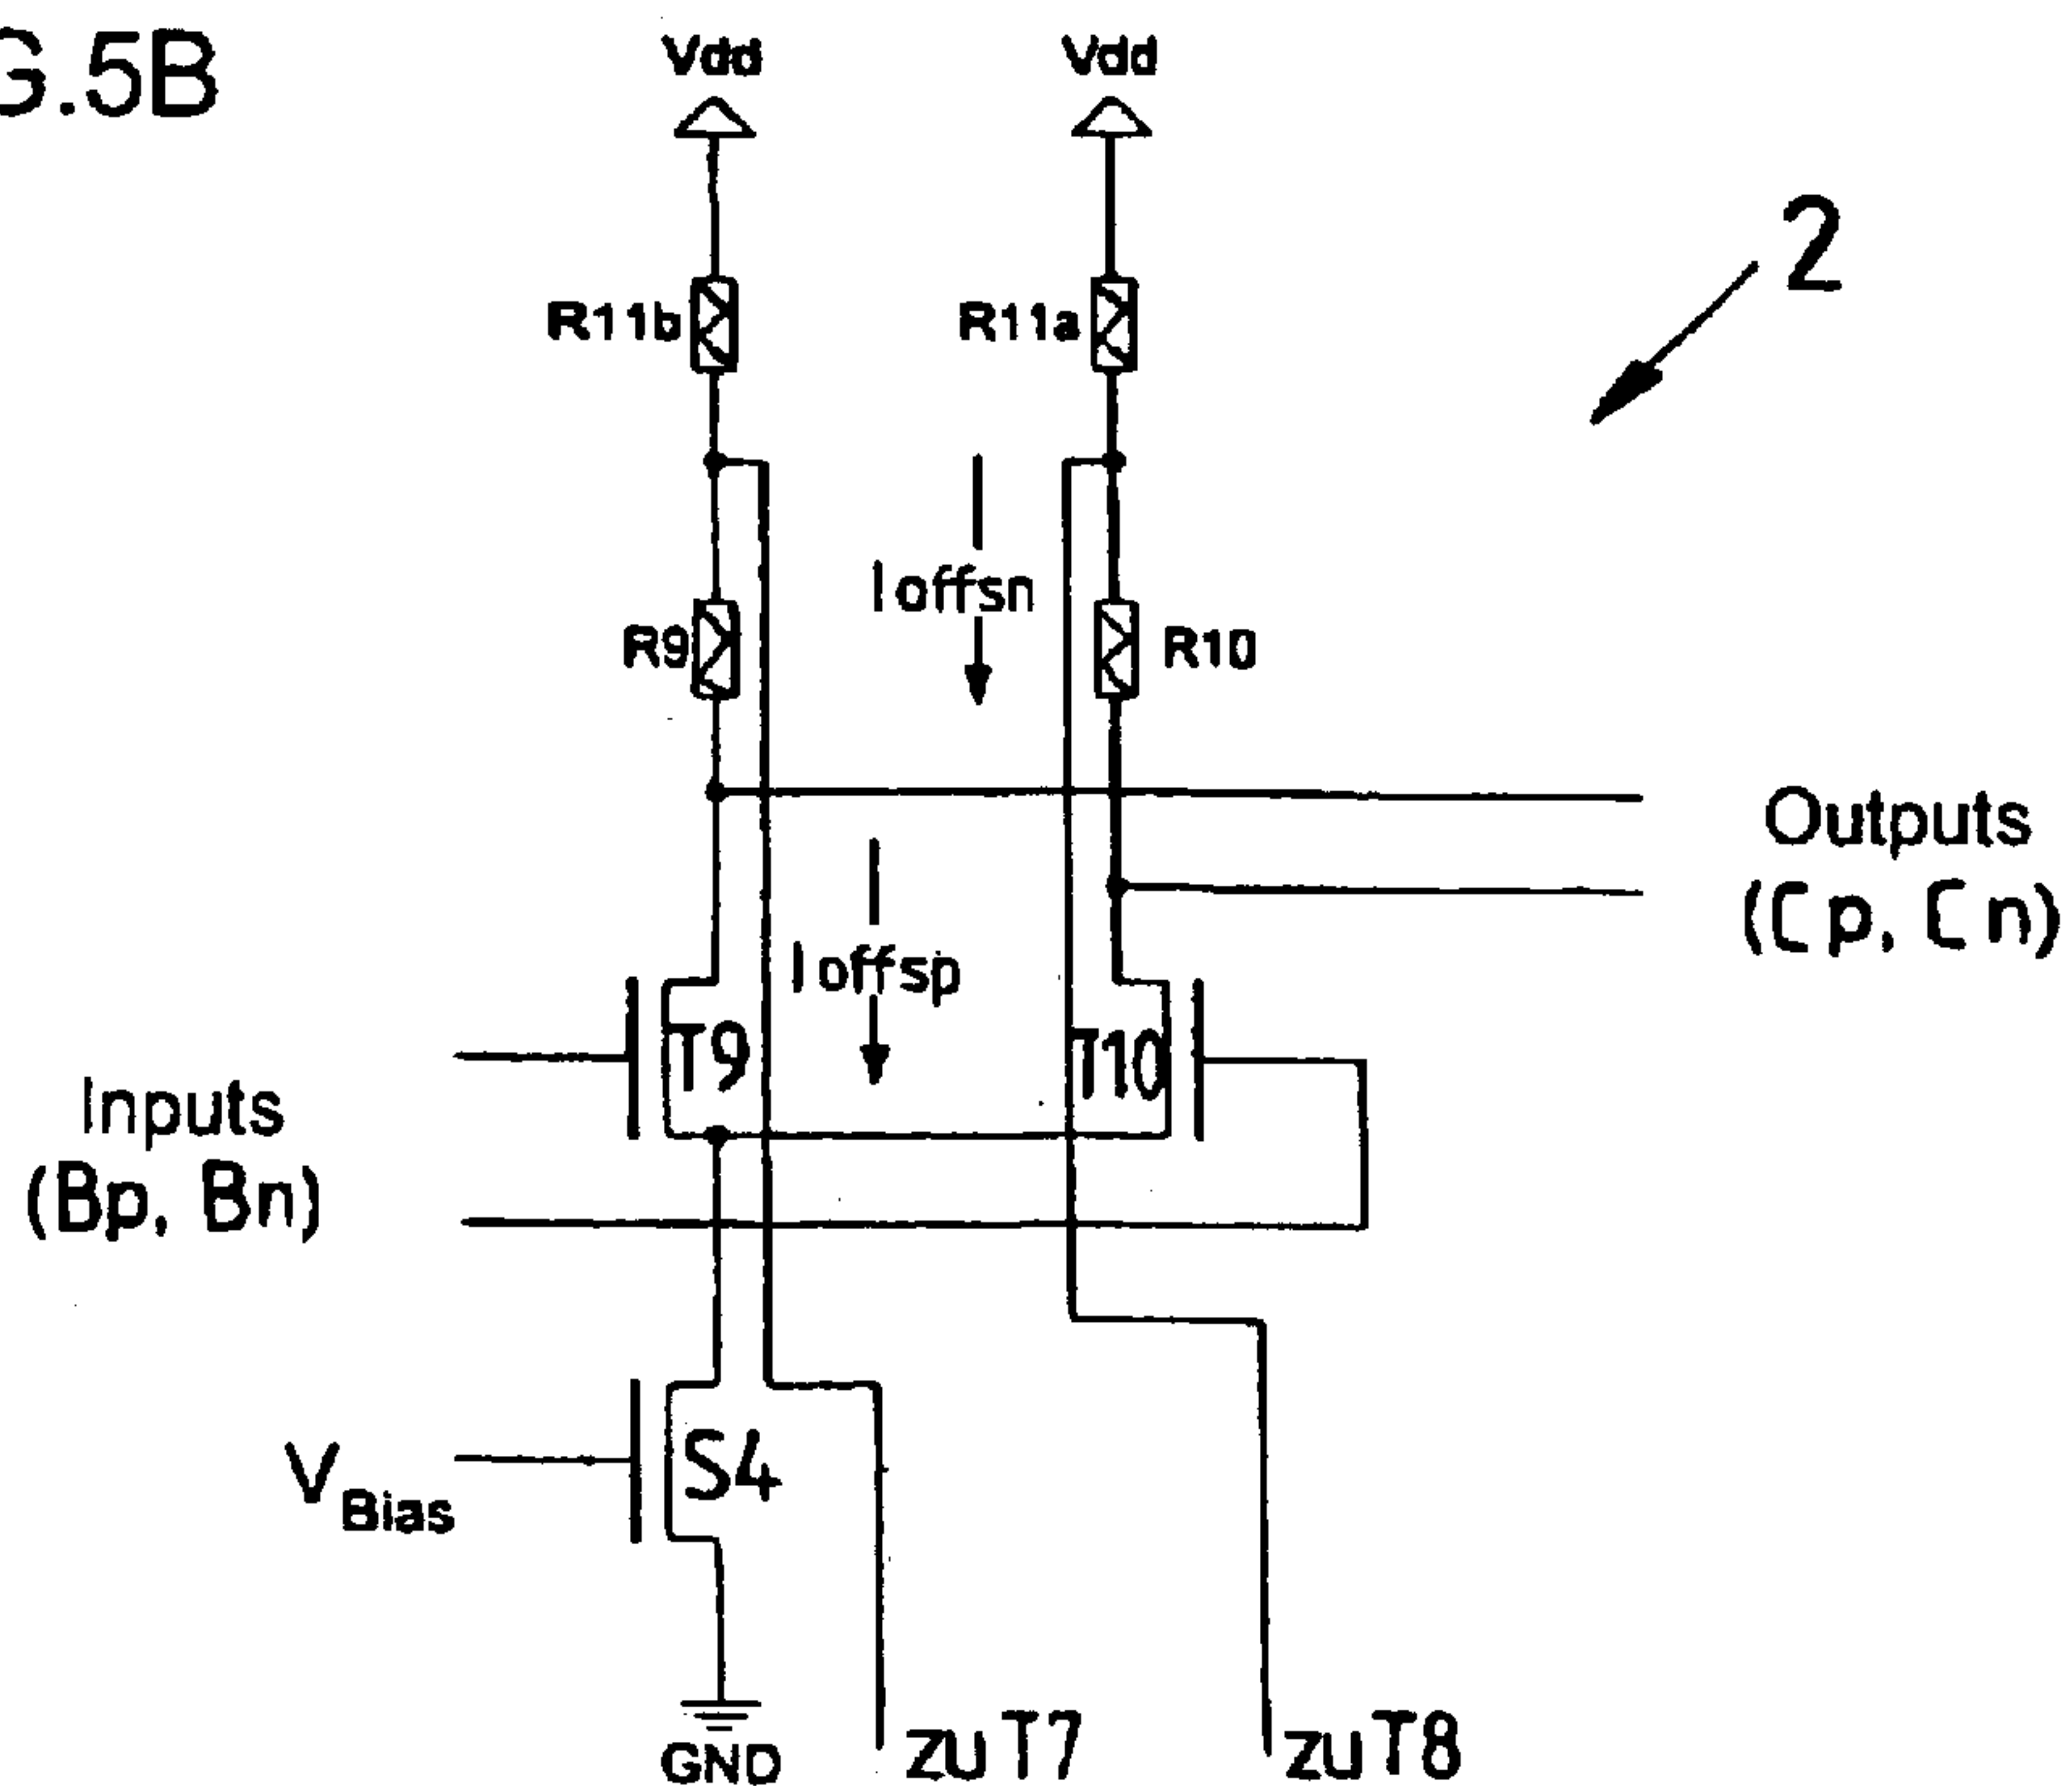 G.5B
Vdd
Vdd
2
R11b
R11a
Ioffsn
R9
R10
Outputs
(Cp, Cn)
Ioffsp
T9
T10
Inputs
(Bp, Bn)
S4
VBias
GND
zu T7
zu T8